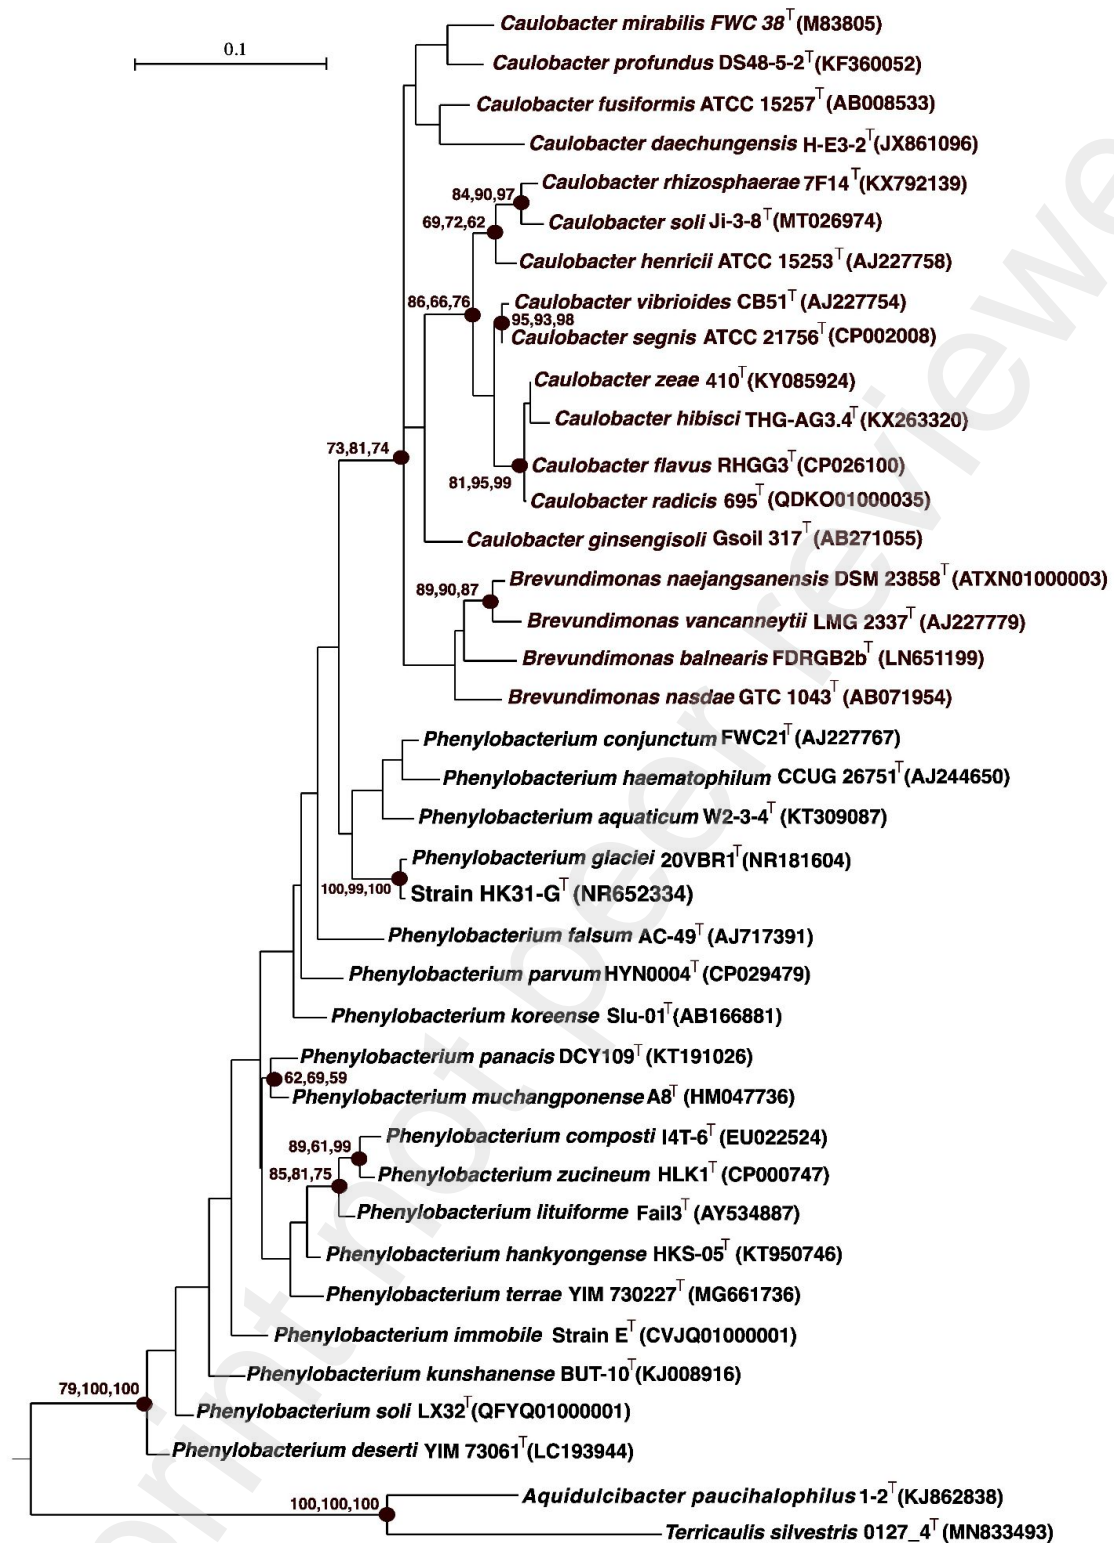 Caulobacter mirabilis FWC 38T(M83805)
0.1
Caulobacter profundus DS48-5-2T(KF360052)
Caulobacter fusiformis ATCC 15257T(AB008533)
Caulobacter daechungensis H-E3-2T(JX861096)
Caulobacter rhizosphaerae 7F14T(KX792139)
84,90,97
Caulobacter soli Ji-3-8T(MT026974)
69,72,62
Caulobacter henricii ATCC 15253T(AJ227758)
86,66,76
Caulobacter vibrioides CB51T(AJ227754)
95,93,98
Caulobacter segnis ATCC 21756T(CP002008)
Caulobacter zeae 410T(KY085924)
Caulobacter hibisci THG-AG3.4T(KX263320)
73,81,74
Caulobacter flavus RHGG3T(CP026100)
81,95,99
Caulobacter radicis 695T(QDKO01000035)
Caulobacter ginsengisoli Gsoil 317T(AB271055)
Brevundimonas naejangsanensis DSM 23858T(ATXN01000003)
89,90,87
Brevundimonas vancanneytii LMG 2337T(AJ227779)
Brevundimonas balnearis FDRGB2bT(LN651199)
Brevundimonas nasdae GTC 1043T(AB071954)
Phenylobacterium conjunctum FWC21T(AJ227767)
Phenylobacterium haematophilum CCUG 26751T(AJ244650)
Phenylobacterium aquaticum W2-3-4T(KT309087)
Phenylobacterium glaciei 20VBR1T(NR181604)
100,99,100
Strain HK31-GT(NR652334)
Phenylobacterium falsum AC-49T(AJ717391)
Phenylobacterium parvum HYN0004T(CP029479)
Phenylobacterium koreense Slu-01T(AB166881)
Phenylobacterium panacis DCY109T(KT191026)
62,69,59
Phenylobacterium muchangponense A8T(HM047736)
Phenylobacterium composti I4T-6T(EU022524)
89,61,99
Phenylobacterium zucineum HLK1T(CP000747)
85,81,75
Phenylobacterium lituiforme Fail3T(AY534887)
Phenylobacterium hankyongense HKS-05T(KT950746)
Phenylobacterium terrae YIM 730227T(MG661736)
Phenylobacterium immobile Strain ET(CVJQ01000001)
Phenylobacterium kunshanense BUT-10T(KJ008916)
79,100,100
Phenylobacterium soli LX32T(QFYQ01000001)
Phenylobacterium deserti YIM 73061T(LC193944)
Aquidulcibacter paucihalophilus 1-2T(KJ862838)
100,100,100
Terricaulis silvestris 0127_4T(MN833493)
print not peer reviewe